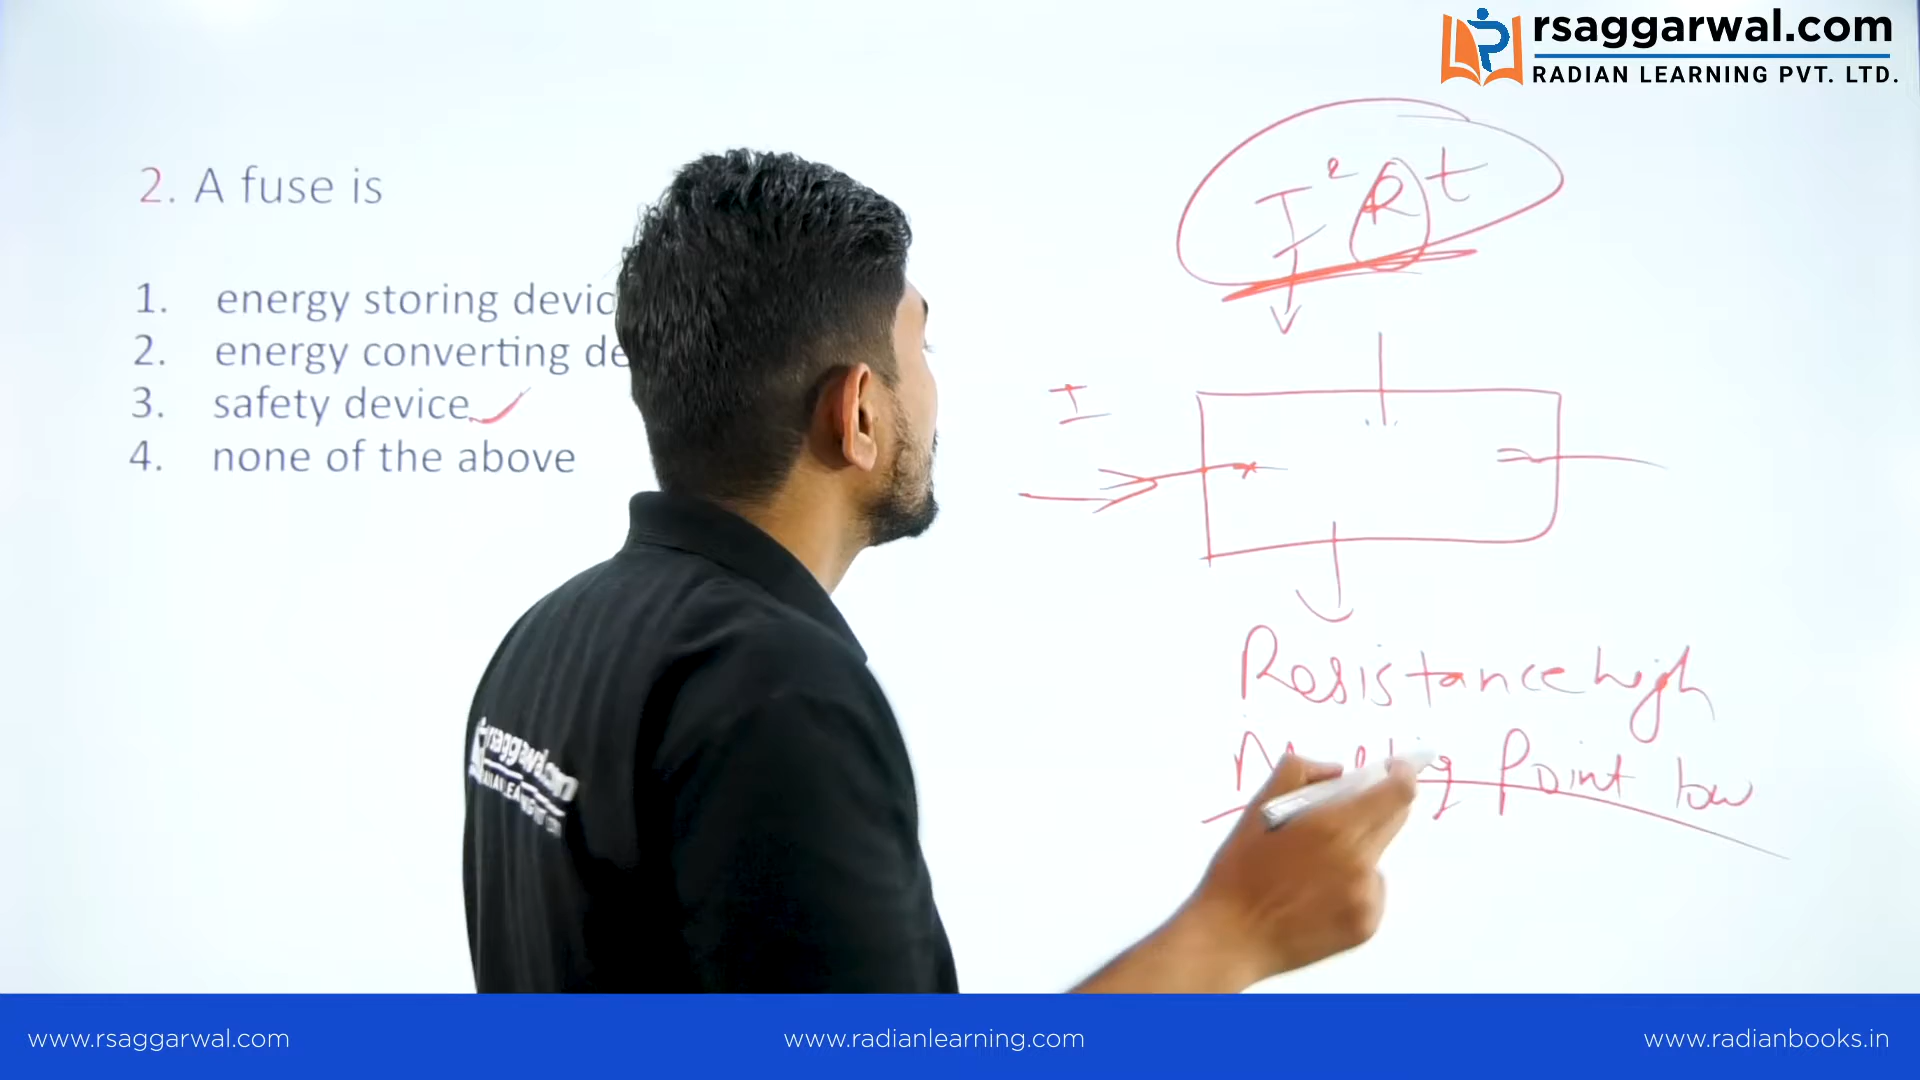 rsaggarwal.com
RADIAN LEARNING PVT. LTD.
2. A fuse is
1. energy storing devic
2. energy converting de
3. safety device
4. none of the above
I²Rt
I
Resistance high
Point low
rsaggarwal.com
www.rsaggarwal.com
www.radianlearning.com
www.radianbooks.in